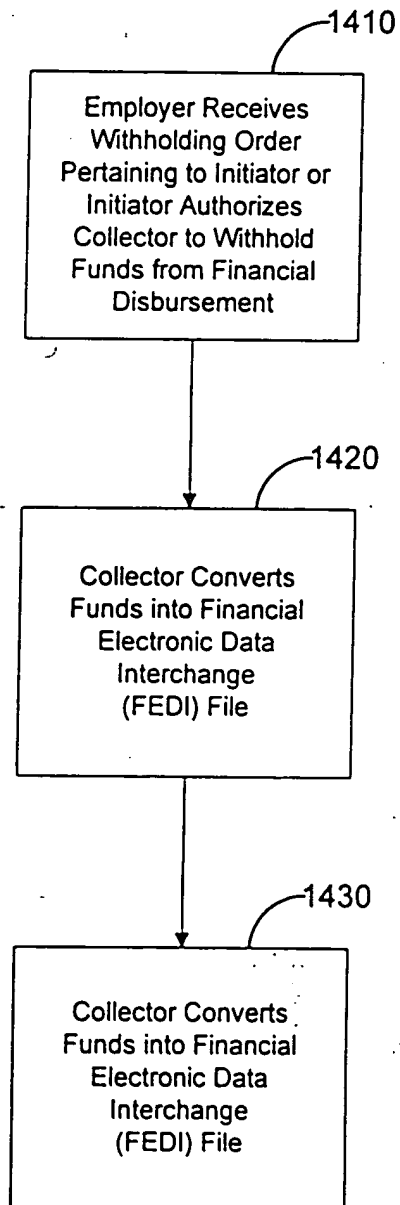 1410
Employer Receives
Withholding Order
Pertaining to Initiator or
Initiator Authorizes
Collector to Withhold
Funds from Financial
Disbursement
1420
Collector Converts
Funds into Financial
Electronic Data
Interchange
(FEDI) File
1430
Collector Converts
Funds into Financial
Electronic Data
Interchange
(FEDI) File